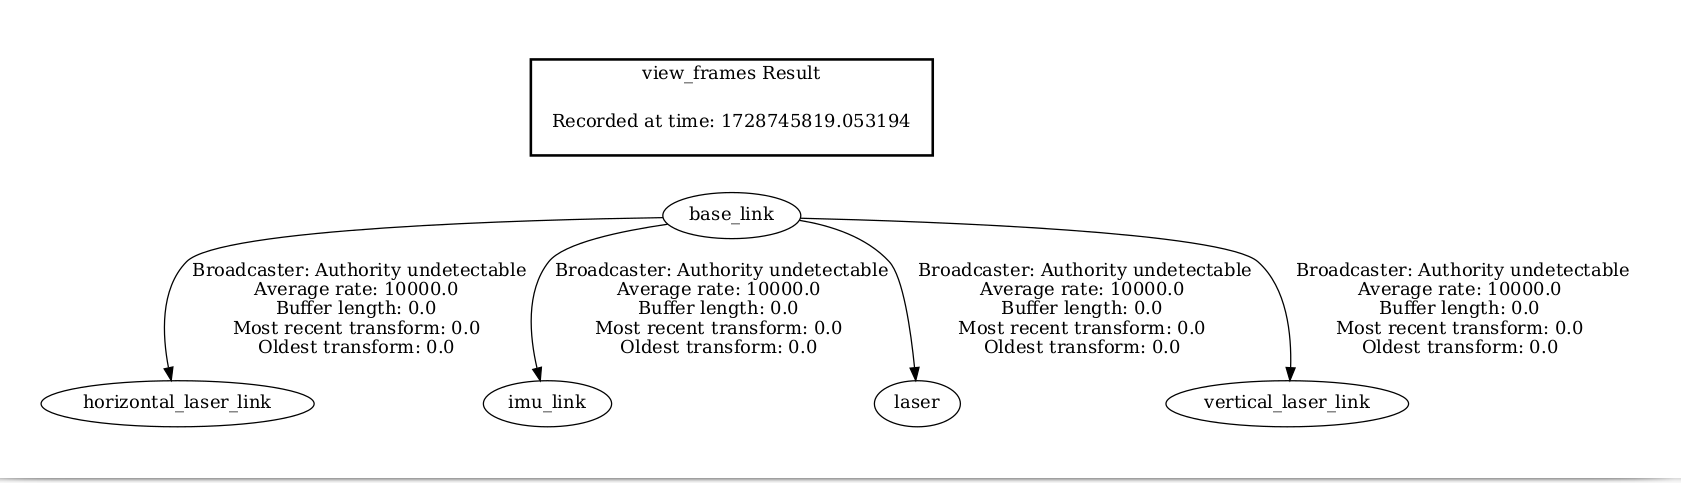 view_frames Result
Recorded at time: 1728745819.053194
base_link
Broadcaster: Authority undetectable
Average rate: 10000.0
Buffer length: 0.0
Most recent transform: 0.0
Oldest transform: 0.0
Broadcaster: Authority undetectable
Average rate: 10000.0
Buffer length: 0.0
Most recent transform: 0.0
Oldest transform: 0.0
Broadcaster: Authority undetectable
Average rate: 10000.0
Buffer length: 0.0
Most recent transform: 0.0
Oldest transform: 0.0
Broadcaster: Authority undetectable
Average rate: 10000.0
Buffer length: 0.0
Most recent transform: 0.0
Oldest transform: 0.0
horizontal_laser_link
imu_link
laser
vertical_laser_link